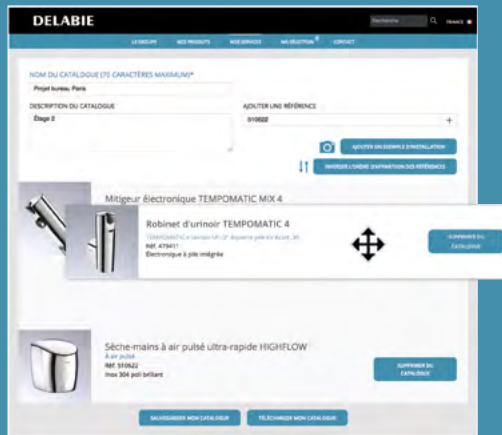 DELABIE
Recherche
FRANCE
LE GROUPE NOS PRODUITS NOS SERVICES MA SÉLECTION CONTACT
NOM DU CATALOGUE (70 CARACTÈRES MAXIMUM)*
Projet bureau Paris
DESCRIPTION DU CATALOGUE
Étage 2
AJOUTER UNE RÉFÉRENCE
510622
AJOUTER UN EXEMPLE D'INSTALLATION
INVERSER L'ORDRE D'APPARITION DES RÉFÉRENCES
Mitigeur électronique TEMPOMATIC MIX 4
Robinet d'urinoir TEMPOMATIC 4
Réf. 479411
Électronique à pile intégrée
SUPPRIMER DU
CATALOGUE
Sèche-mains à air pulsé ultra-rapide HIGHFLOW
À air pulsé
Réf. 510622
Inox 304 poli brillant
SUPPRIMER DU
CATALOGUE
SAUVEGARDER MON CATALOGUE
TÉLÉCHARGER MON CATALOGUE